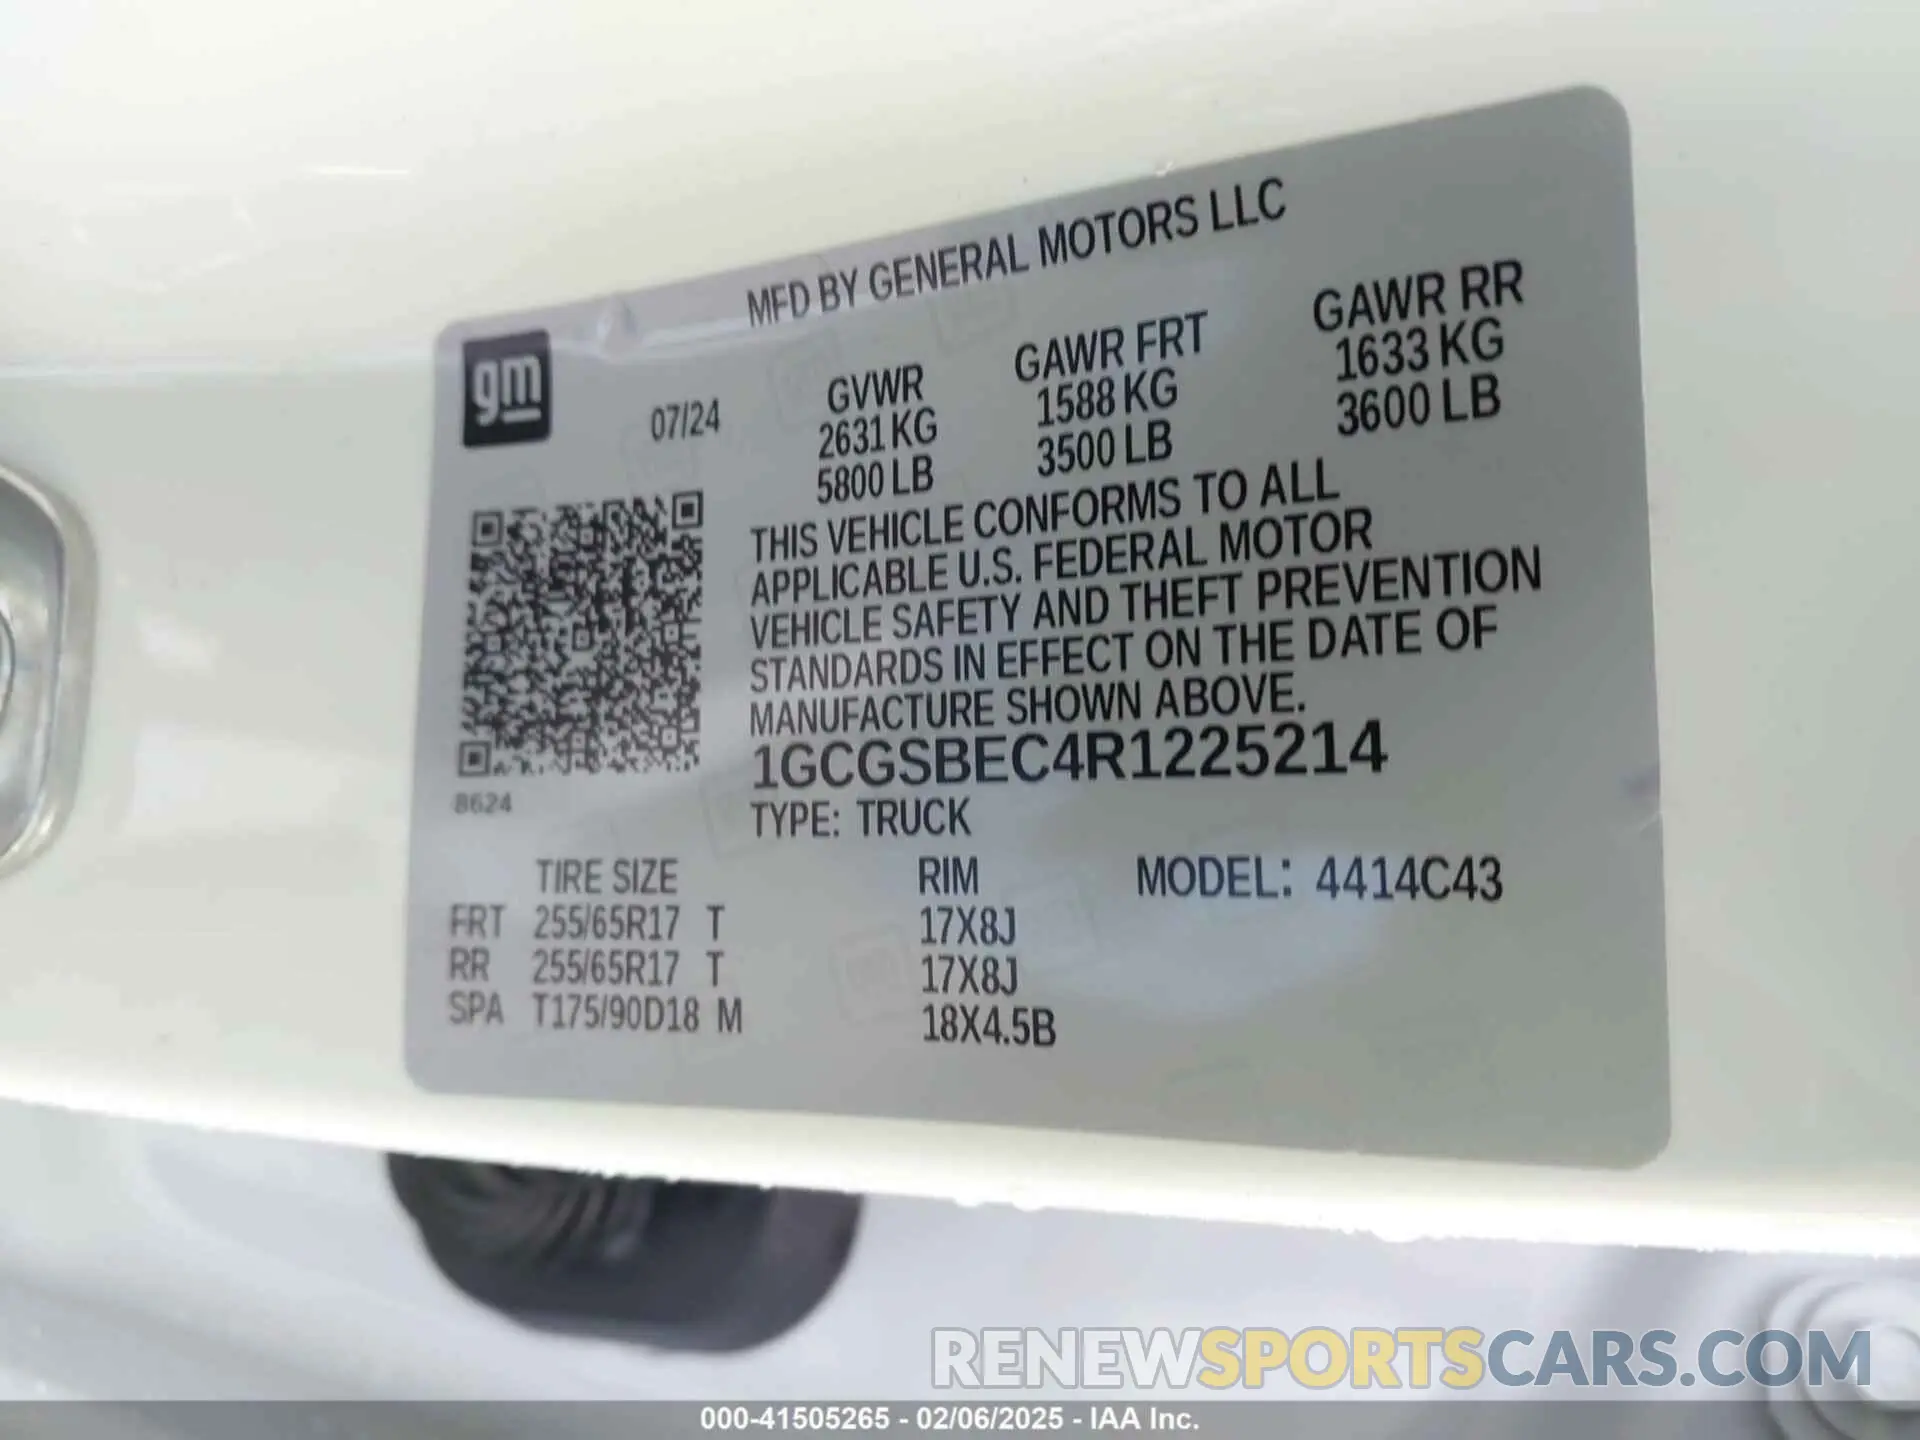 MFD BY GENERAL MOTORS LLC
gm
07/24
GVWR
2631 KG
5800 LB
GAWR FRT
1588 KG
3500 LB
GAWR RR
1633 KG
3600 LB
THIS VEHICLE CONFORMS TO ALL
APPLICABLE U.S. FEDERAL MOTOR
VEHICLE SAFETY AND THEFT PREVENTION
STANDARDS IN EFFECT ON THE DATE OF
MANUFACTURE SHOWN ABOVE.
1GCGSBEC4R1225214
8624
TYPE: TRUCK
TIRE SIZE RIM MODEL: 4414C43
FRT 255/65R17 T 17X8J
RR 255/65R17 T 17X8J
SPA T175/90D18 M 18X4.5B
RENEWSPORTSCARS.COM
000-41505265 - 02/06/2025 - IAA Inc.